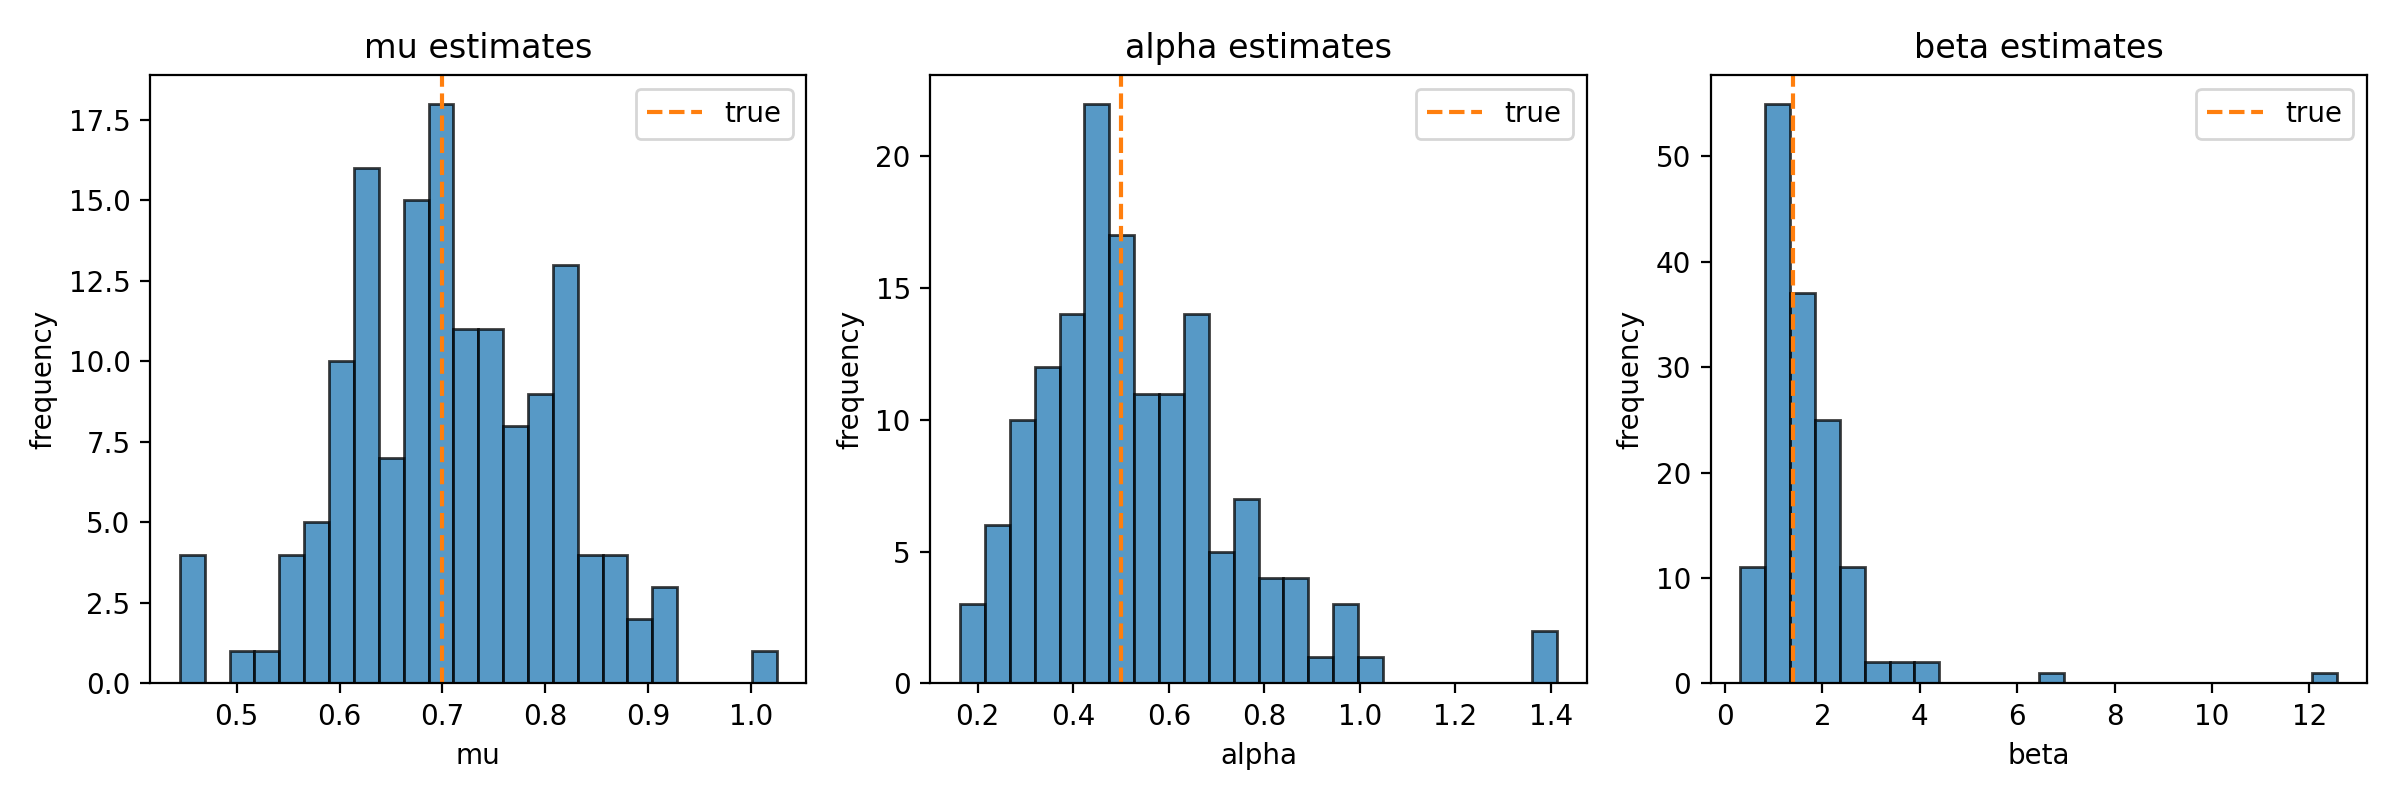 mu estimates
17.5
15.0
12.5
10.0
7.5
5.0
2.5
0.0
frequency
0.5 0.6 0.7 0.8 0.9 1.0
mu
true
alpha estimates
20
15
10
5
0
frequency
0.2 0.4 0.6 0.8 1.0 1.2 1.4
alpha
true
beta estimates
50
40
30
20
10
0
frequency
0 2 4 6 8 10 12
beta
true